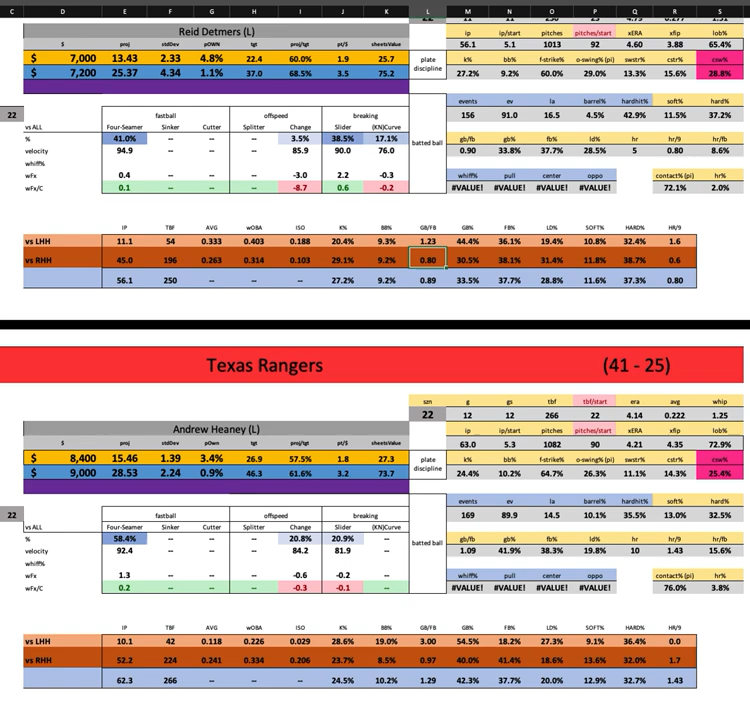 C D E F G H I J K L M N O P Q R S
22 11 11 250 23 4.79 0.277 1.51
Reid Detmers (L) ip ip/start pitches pitches/start xERA xfip lob%
$ proj stdDev pOWN tgt proj/tgt pt/$ sheetsValue 56.1 5.1 1013 92 4.60 3.88 65.4%
$ 7,000 13.43 2.33 4.8% 22.4 60.0% 1.9 25.7 plate discipline k% bb% f-strike% o-swing% (pi) swstr% cstr% csw%
$ 7,200 25.37 4.34 1.1% 37.0 68.5% 3.5 75.2 27.2% 9.2% 60.0% 29.0% 13.3% 15.6% 28.8%
events ev la barrel% hardhit% soft% hard%
22 fastball offspeed breaking 156 91.0 16.5 4.5% 42.9% 11.5% 37.2%
vs ALL Four-Seamer Sinker Cutter Splitter Change Slider (KN)Curve batted ball
% 41.0% -- -- -- 3.5% 38.5% 17.1% gb/fb gb% fb% ld% hr hr/9 hr/fb
velocity 94.9 -- -- -- 85.9 90.0 76.0 0.90 33.8% 37.7% 28.5% 5 0.80 8.6%
whiff%
wFx 0.4 -- -- -- -3.0 2.2 -0.3 whiff% pull center oppo contact% (pi) hr%
wFx/C 0.1 -- -- -- -8.7 0.6 -0.2 #VALUE! #VALUE! #VALUE! #VALUE! 72.1% 2.0%
IP TBF AVG wOBA ISO K% BB% GB/FB GB% FB% LD% SOFT% HARD% HR/9
vs LHH 11.1 54 0.333 0.403 0.188 20.4% 9.3% 1.23 44.4% 36.1% 19.4% 10.8% 32.4% 1.6
vs RHH 45.0 196 0.263 0.314 0.103 29.1% 9.2% 0.80 30.5% 38.1% 31.4% 11.8% 38.7% 0.6
56.1 250 -- -- -- 27.2% 9.2% 0.89 33.5% 37.7% 28.8% 11.6% 37.3% 0.80
Texas Rangers (41 - 25)
szn g gs tbf tbf/start era avg whip
22 12 12 266 22 4.14 0.222 1.25
Andrew Heaney (L) ip ip/start pitches pitches/start xERA xfip lob%
$ proj stdDev pOwn tgt proj/tgt pt/$ sheetsValue 63.0 5.3 1082 90 4.21 4.35 72.9%
$ 8,400 15.46 1.39 3.4% 26.9 57.5% 1.8 27.3 plate discipline k% bb% f-strike% o-swing% (pi) swstr% cstr% csw%
$ 9,000 28.53 2.24 0.9% 46.3 61.6% 3.2 73.7 24.4% 10.2% 64.7% 26.3% 11.1% 14.3% 25.4%
events ev la barrel% hardhit% soft% hard%
22 fastball offspeed breaking 169 89.9 14.5 10.1% 35.5% 13.0% 32.5%
vs ALL Four-Seamer Sinker Cutter Splitter Change Slider (KN)Curve batted ball
% 58.4% -- -- -- 20.8% 20.9% -- gb/fb gb% fb% ld% hr hr/9 hr/fb
velocity 92.4 -- -- -- 84.2 81.9 -- 1.09 41.9% 38.3% 19.8% 10 1.43 15.6%
whiff%
wFx 1.3 -- -- -- -0.6 -0.2 -- whiff% pull center oppo contact% (pi) hr%
wFx/C 0.2 -- -- -- -0.3 -0.1 -- #VALUE! #VALUE! #VALUE! #VALUE! 76.0% 3.8%
IP TBF AVG wOBA ISO K% BB% GB/FB GB% FB% LD% SOFT% HARD% HR/9
vs LHH 10.1 42 0.118 0.226 0.029 28.6% 19.0% 3.00 54.5% 18.2% 27.3% 9.1% 36.4% 0.0
vs RHH 52.2 224 0.241 0.334 0.206 23.7% 8.5% 0.97 40.0% 41.4% 18.6% 13.6% 32.0% 1.7
62.3 266 -- -- -- 24.5% 10.2% 1.29 42.3% 37.7% 20.0% 12.9% 32.7% 1.43